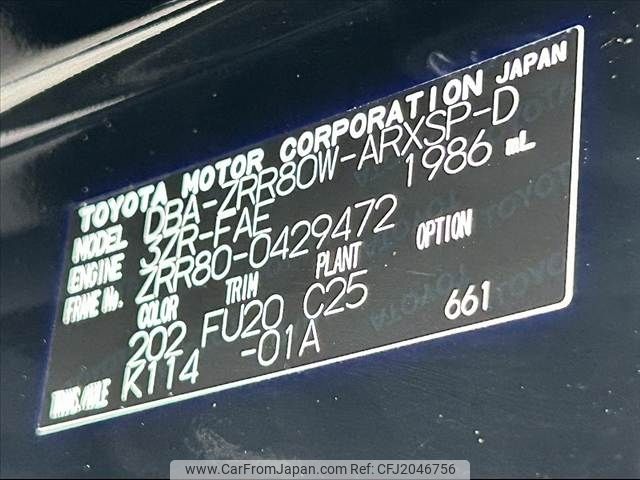 TOYOTA MOTOR CORPORATION JAPAN
MODEL DBA-ZRR80W-ARXSP-D
ENGINE 3ZR-FAE 1986 mL
FRAME No. ZRR80-0429472
COLOR TRIM PLANT OPTION
202 FU20 C25
TRANS./AXLE K114 -01A 661
www.CarFromJapan.com | Ref: CFJ2046756